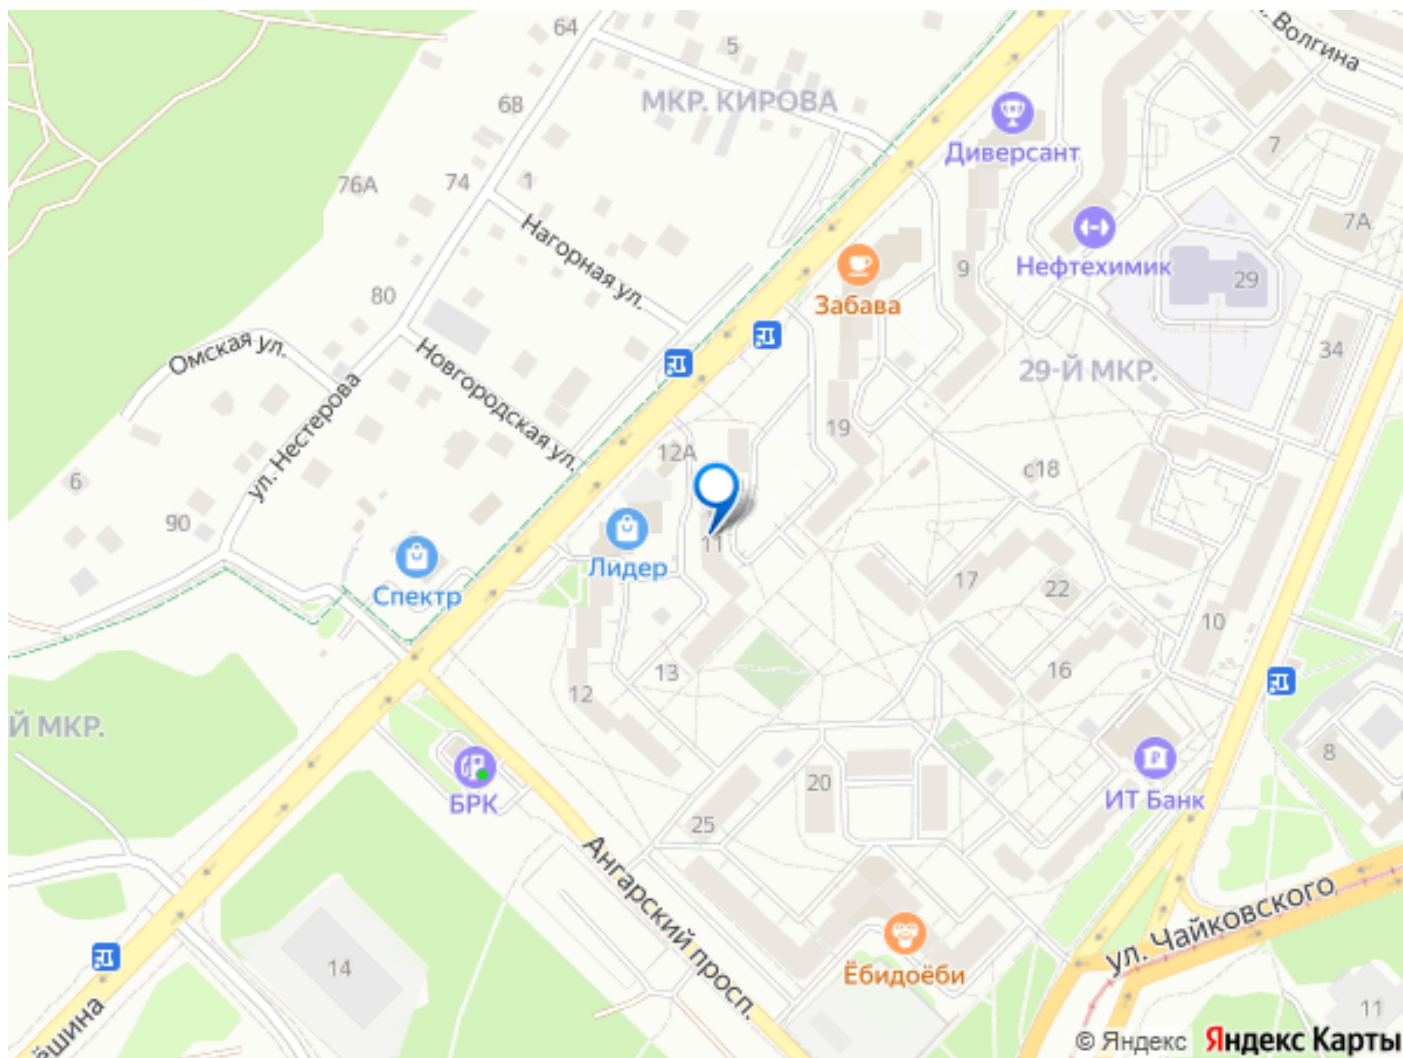 64
5
л. Волгина
МКР. КИРОВА
68
Диверсант
7
76А
74
1
7А
Нагорная ул.
9
Нефтехимик
29
80
Забава
Омская ул.
Новгородская ул.
34
29-Й МКР.
ул. Нестерова
19
12А
с18
6
90
11
Лидер
Спектр
17
22
10
13
16
12
Й МКР.
8
20
БРК
ИТ Банк
25
Ангарский просп.
ул. Чайковского
14
Ёбидоёби
11
ёшина
© Яндекс Яндекс Карты